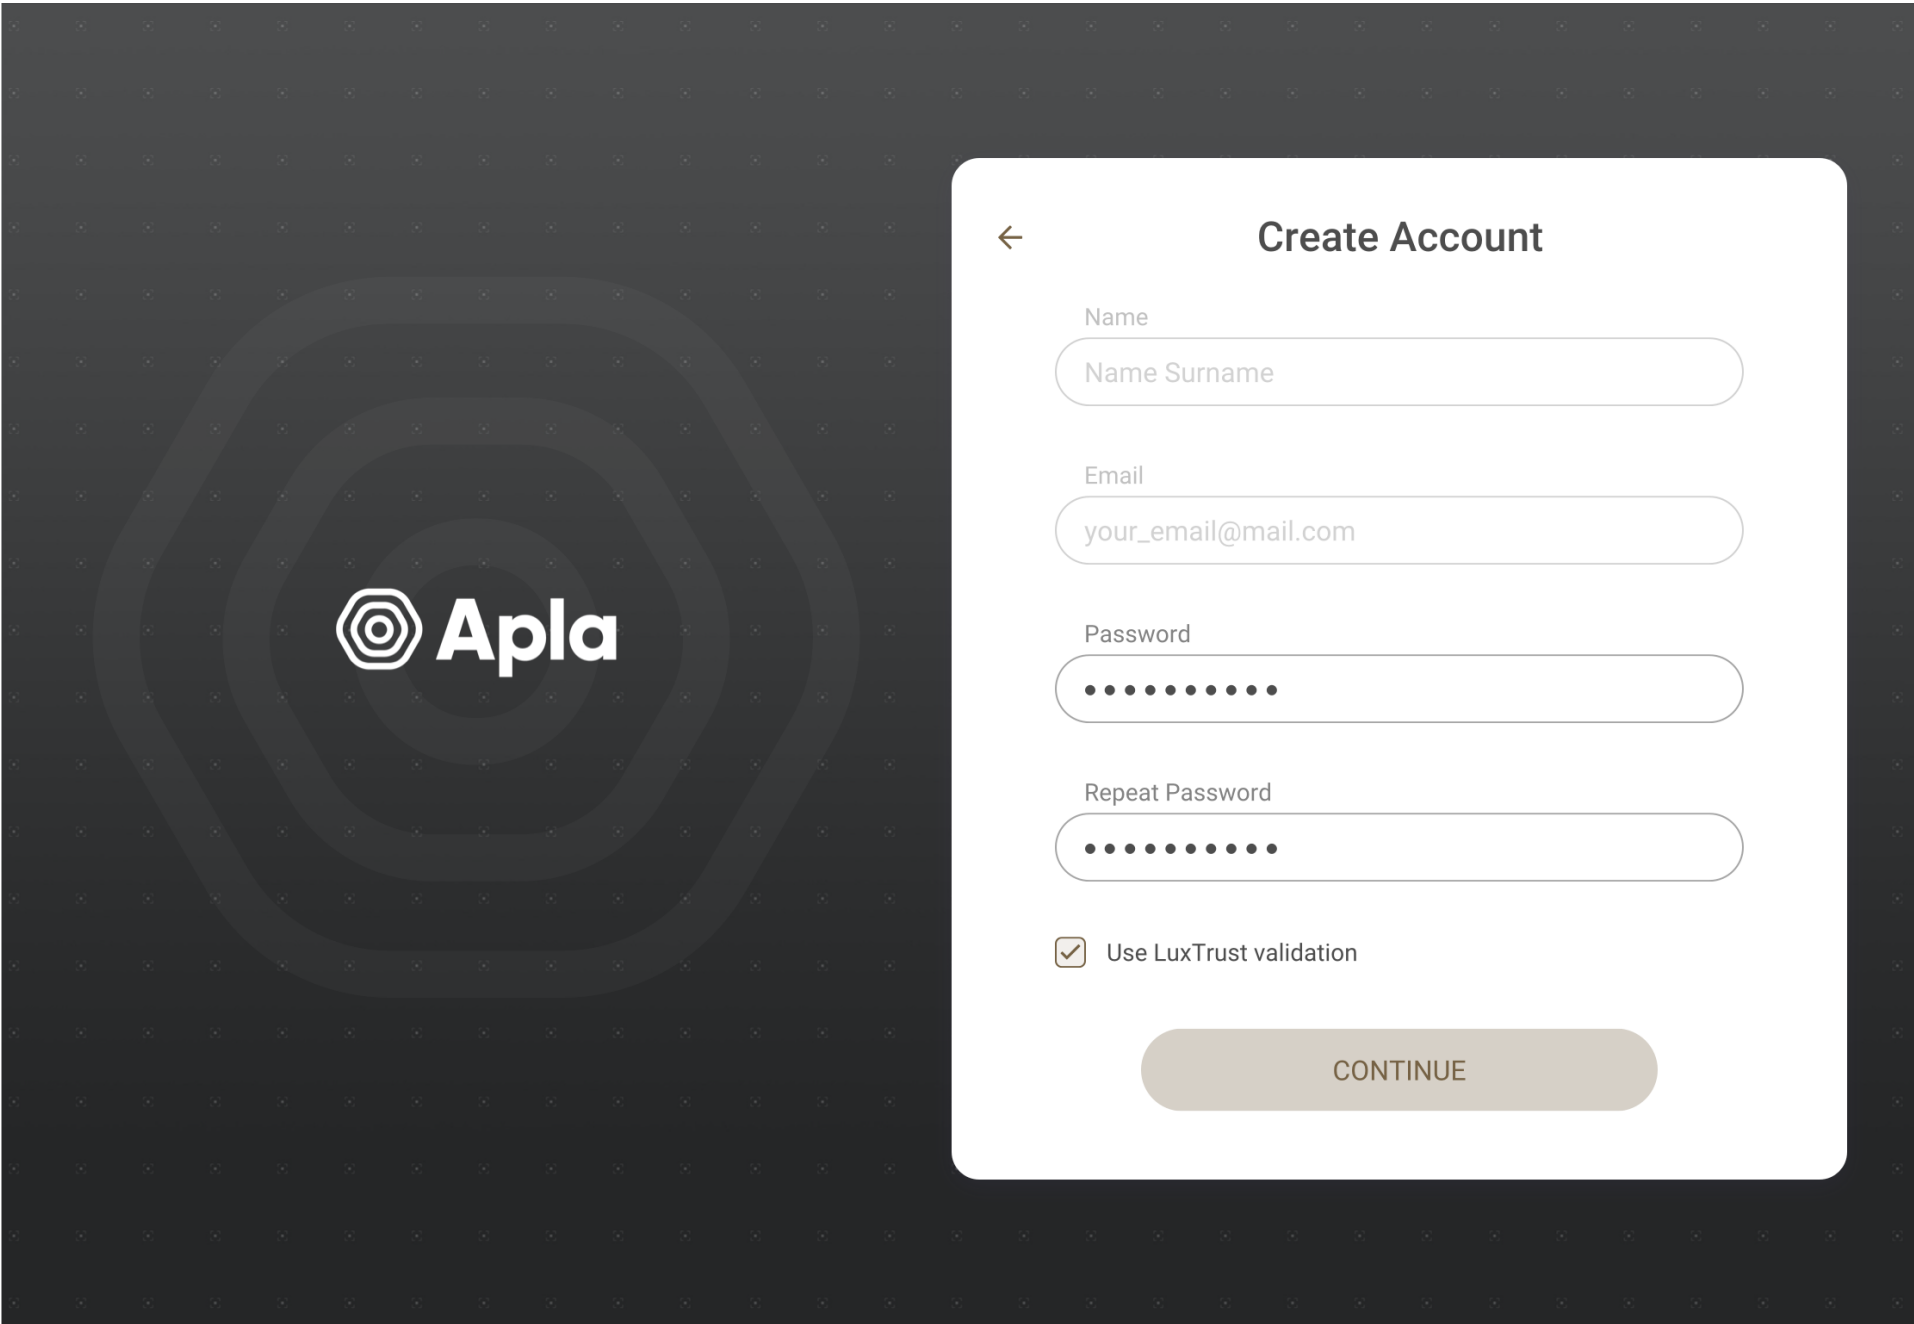 Apla
Create Account
Name
Name Surname
Email
your_email@mail.com
Password
Repeat Password
Use LuxTrust validation
CONTINUE